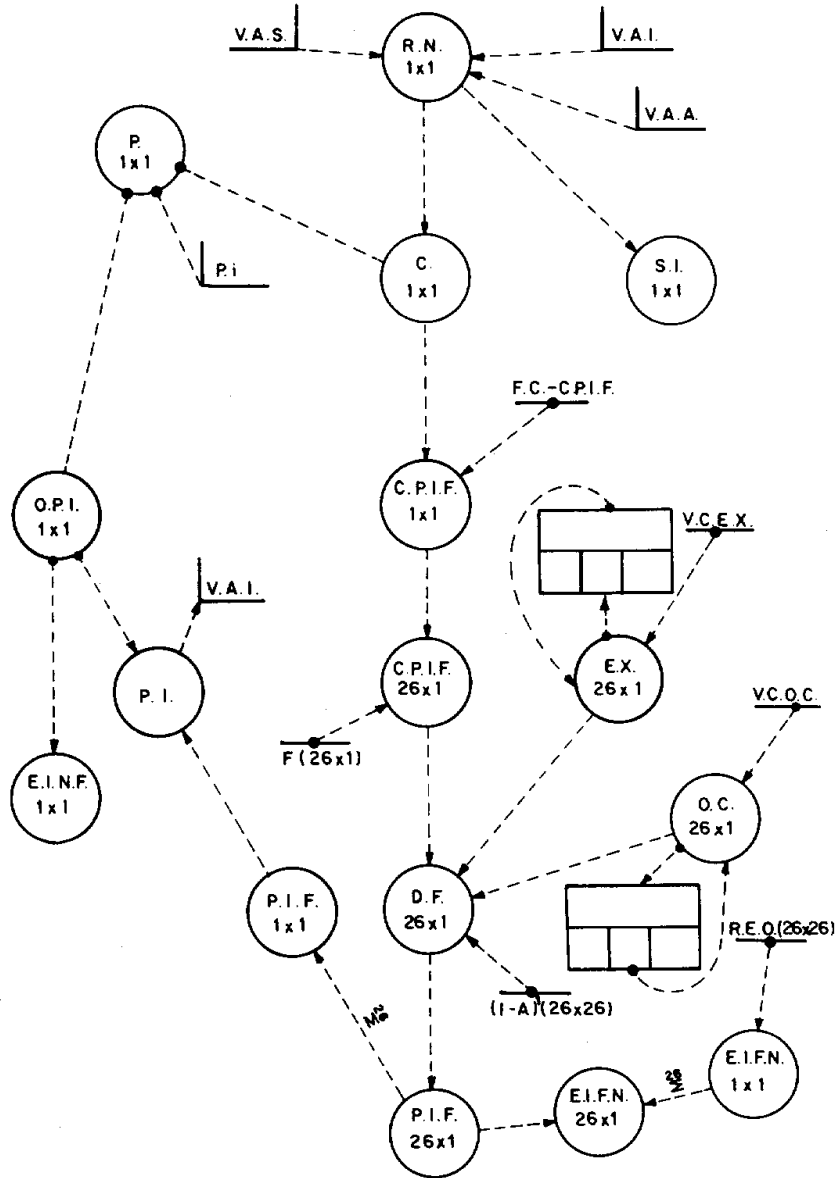 V.A.S.
R.N.
1x1
V.A.I.
V.A.A.
P.
1x1
P.i
C.
1x1
S.I.
1x1
F.C.-C.P.I.F.
C.P.I.F.
1x1
O.P.I.
1x1
V.C.E.X.
V.A.I.
P.I.
C.P.I.F.
26x1
E.X.
26x1
V.C.O.C.
F(26x1)
E.I.N.F.
1x1
O.C.
26x1
P.I.F.
1x1
D.F.
26x1
R.E.O.(26x26)
(I-A)(26x26)
E.I.F.N.
1x1
P.I.F.
26x1
E.I.F.N.
26x1